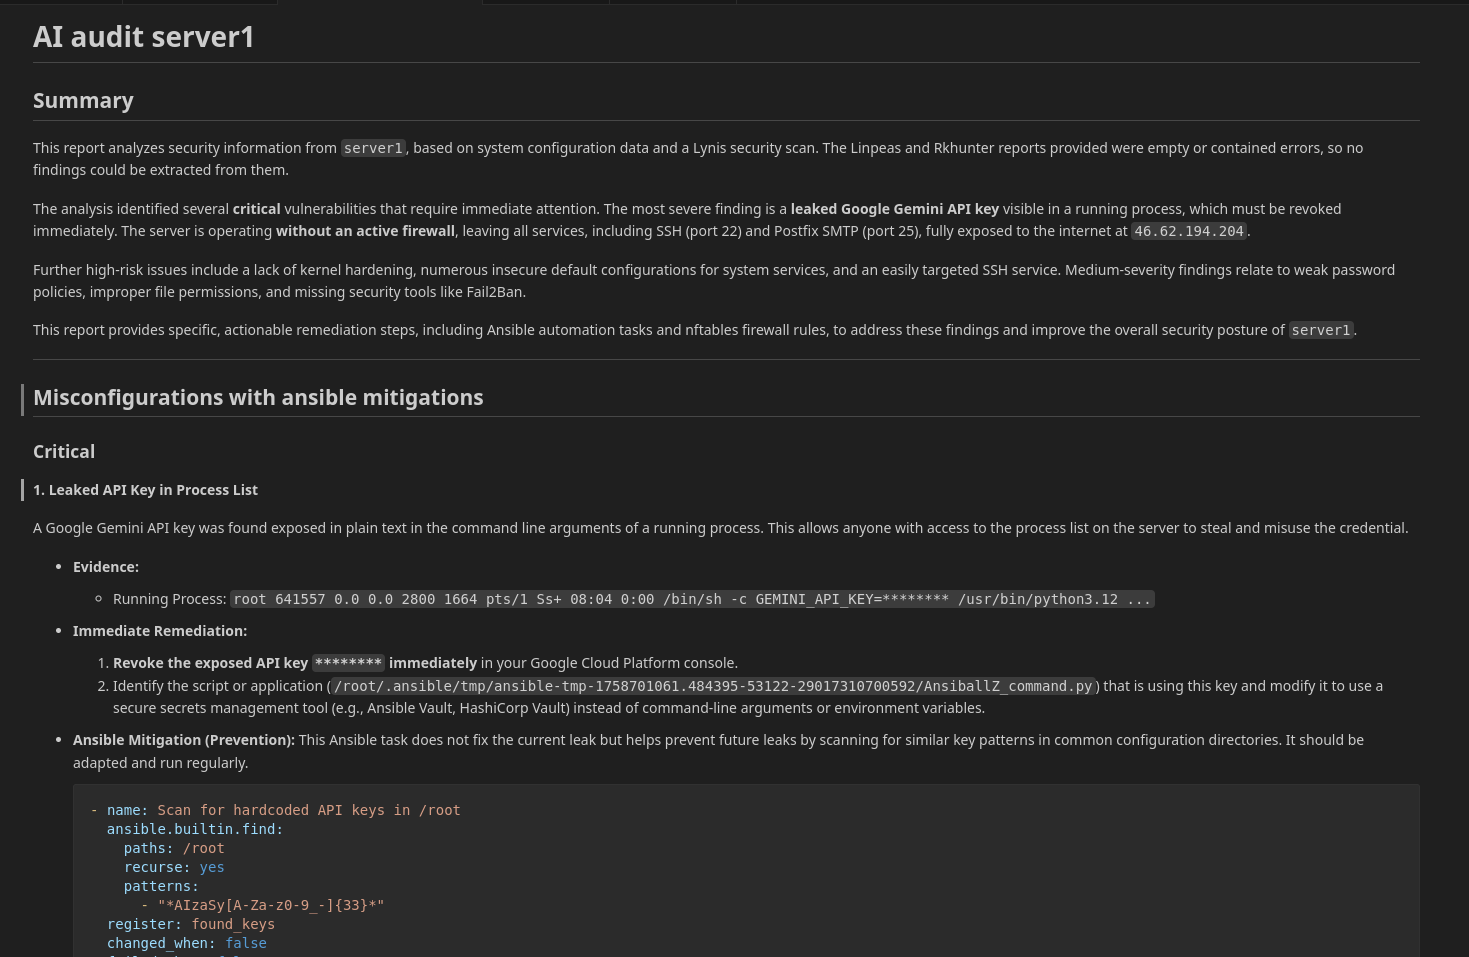 AI audit server1
Summary
This report analyzes security information from server1, based on system configuration data and a Lynis security scan. The Linpeas and Rkhunter reports provided were empty or contained errors, so no
findings could be extracted from them.
The analysis identified several critical vulnerabilities that require immediate attention. The most severe finding is a leaked Google Gemini API key visible in a running process, which must be revoked
immediately. The server is operating without an active firewall, leaving all services, including SSH (port 22) and Postfix SMTP (port 25), fully exposed to the internet at 46.62.194.204.
Further high-risk issues include a lack of kernel hardening, numerous insecure default configurations for system services, and an easily targeted SSH service. Medium-severity findings relate to weak password
policies, improper file permissions, and missing security tools like Fail2Ban.
This report provides specific, actionable remediation steps, including Ansible automation tasks and nftables firewall rules, to address these findings and improve the overall security posture of server1.
Misconfigurations with ansible mitigations
Critical
1. Leaked API Key in Process List
A Google Gemini API key was found exposed in plain text in the command line arguments of a running process. This allows anyone with access to the process list on the server to steal and misuse the credential.
• Evidence:
◦ Running Process: root 641557 0.0 0.0 2800 1664 pts/1 Ss+ 08:04 0:00 /bin/sh -c GEMINI_API_KEY=******** /usr/bin/python3.12 ...
• Immediate Remediation:
1. Revoke the exposed API key ******** immediately in your Google Cloud Platform console.
2. Identify the script or application (/root/.ansible/tmp/ansible-tmp-1758701061.484395-53122-29017310700592/AnsiballZ_command.py) that is using this key and modify it to use a
secure secrets management tool (e.g., Ansible Vault, HashiCorp Vault) instead of command-line arguments or environment variables.
• Ansible Mitigation (Prevention): This Ansible task does not fix the current leak but helps prevent future leaks by scanning for similar key patterns in common configuration directories. It should be
adapted and run regularly.
- name: Scan for hardcoded API keys in /root
ansible.builtin.find:
paths: /root
recurse: yes
patterns:
- "*AIzaSy[A-Za-z0-9_-]{33}*"
register: found_keys
changed_when: false